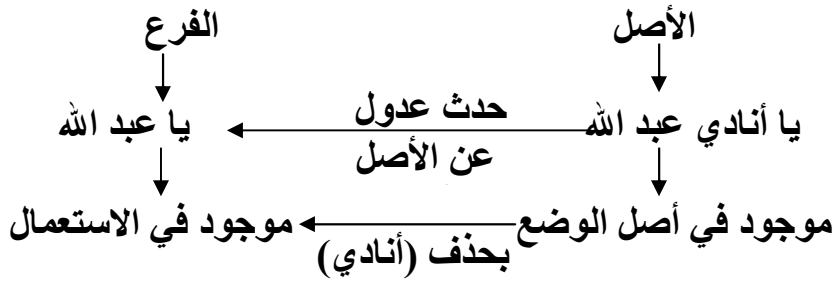 الأصل الفرع
حدث عدول
يا أنادي عبد الله يا عبد الله
عن الأصل
موجود في أصل الوضع موجود في الاستعمال
بحذف (أنادي)